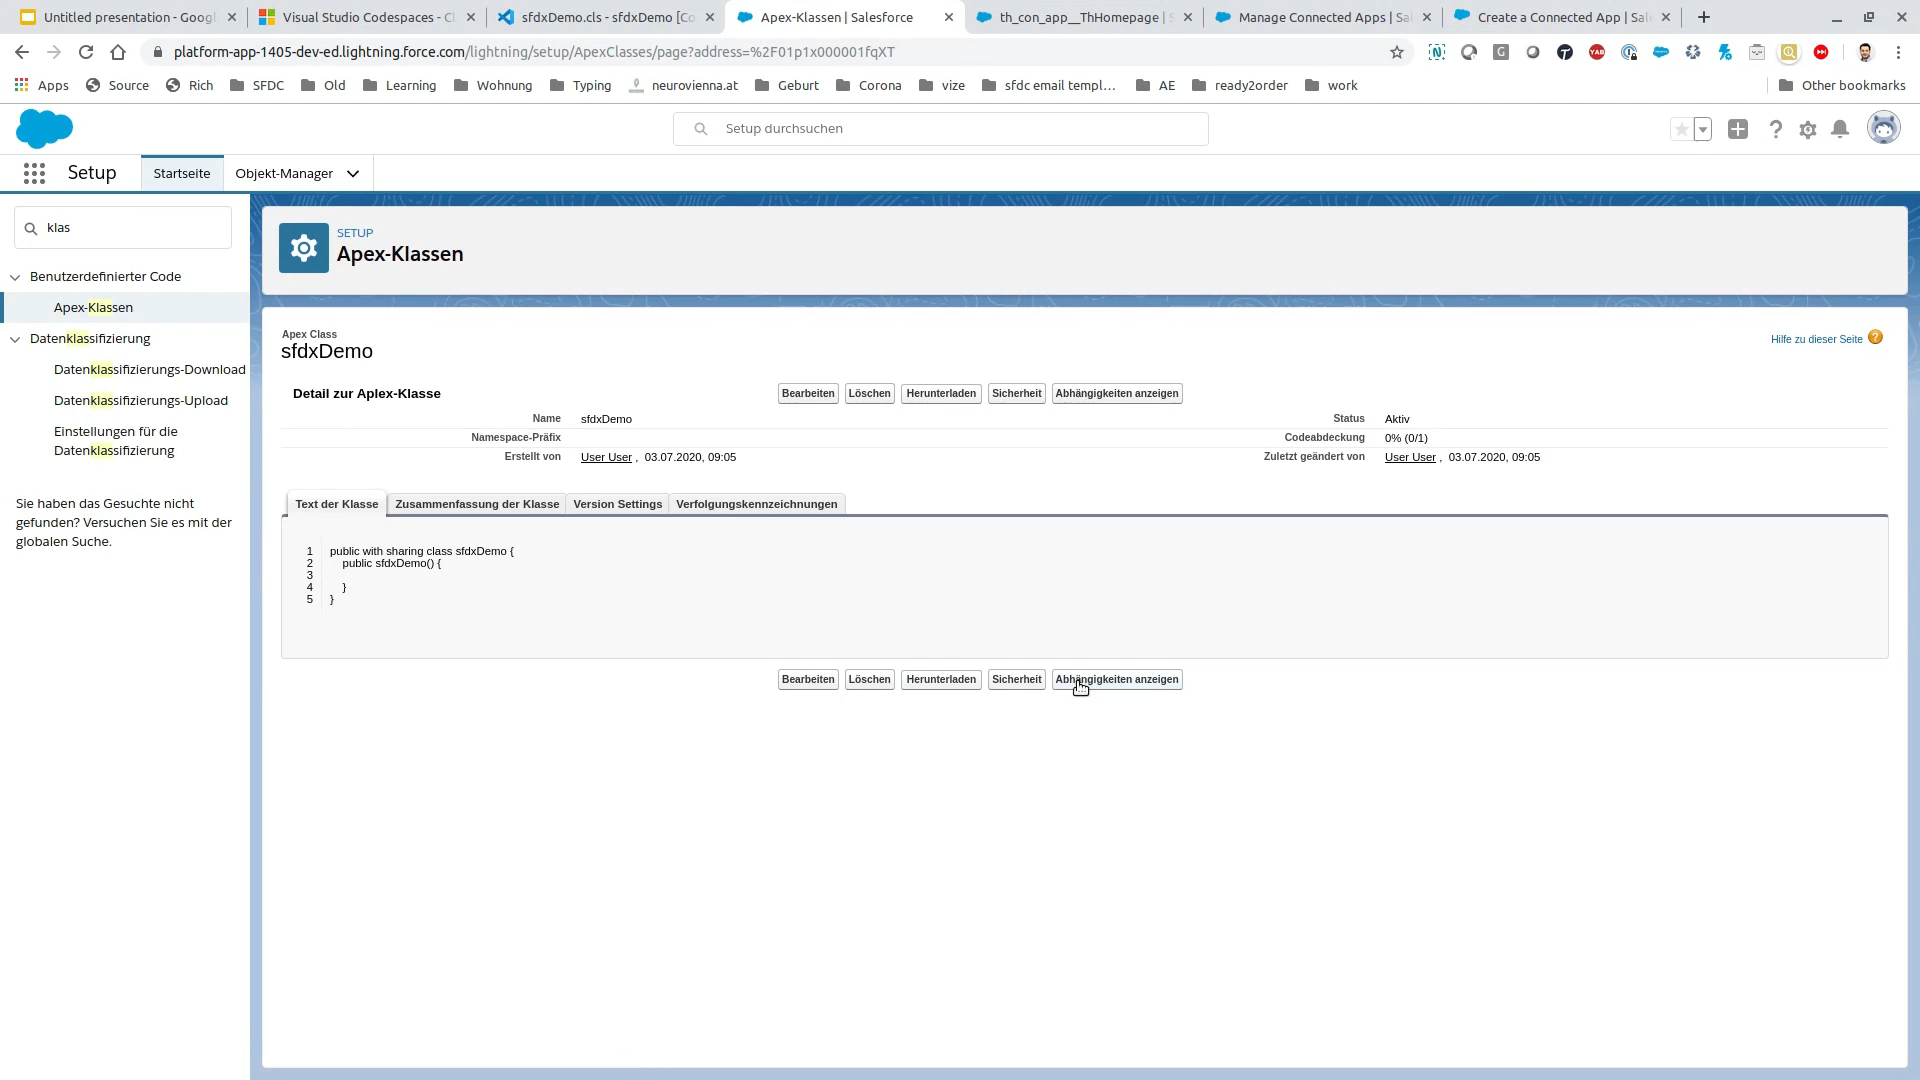 Untitled presentation - Googl
Visual Studio Codespaces - Cl
sfdxDemo.cls - sfdxDemo [Co
Apex-Klassen | Salesforce
th_con_app__ThHomepage | S
Manage Connected Apps | Sal
Create a Connected App | Sal
platform-app-1405-dev-ed.lightning.force.com/lightning/setup/ApexClasses/page?address=%2F01p1x000001fqXT
Apps
Source
Rich
SFDC
Old
Learning
Wohnung
Typing
neurovienna.at
Geburt
Corona
vize
sfdc email templ...
AE
ready2order
work
Other bookmarks
Setup durchsuchen
Setup
Startseite
Objekt-Manager
klas
Benutzerdefinierter Code
Apex-Klassen
Datenklassifizierung
Datenklassifizierungs-Download
Datenklassifizierungs-Upload
Einstellungen für die
Datenklassifizierung
Sie haben das Gesuchte nicht
gefunden? Versuchen Sie es mit der
globalen Suche.
SETUP
Apex-Klassen
Apex Class
sfdxDemo
Hilfe zu dieser Seite ?
Detail zur Aplex-Klasse
Bearbeiten Löschen Herunterladen Sicherheit Abhängigkeiten anzeigen
Name sfdxDemo Status Aktiv
Namespace-Präfix Codeabdeckung 0% (0/1)
Erstellt von User User , 03.07.2020, 09:05 Zuletzt geändert von User User , 03.07.2020, 09:05
Text der Klasse Zusammenfassung der Klasse Version Settings Verfolgungskennzeichnungen
1 public with sharing class sfdxDemo {
2 public sfdxDemo() {
3
4 }
5 }
Bearbeiten Löschen Herunterladen Sicherheit Abhängigkeiten anzeigen